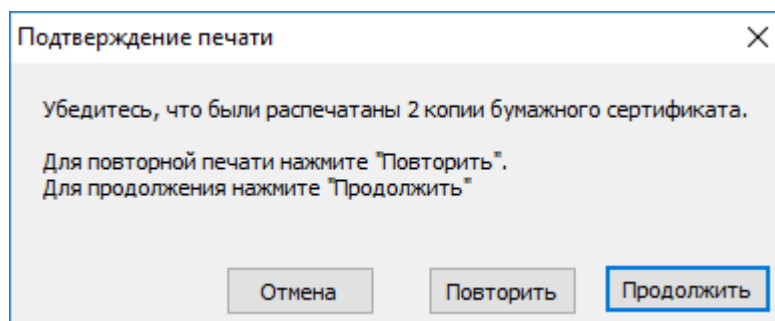 Подтверждение печати
Убедитесь, что были распечатаны 2 копии бумажного сертификата.
Для повторной печати нажмите "Повторить".
Для продолжения нажмите "Продолжить"
Отмена Повторить Продолжить